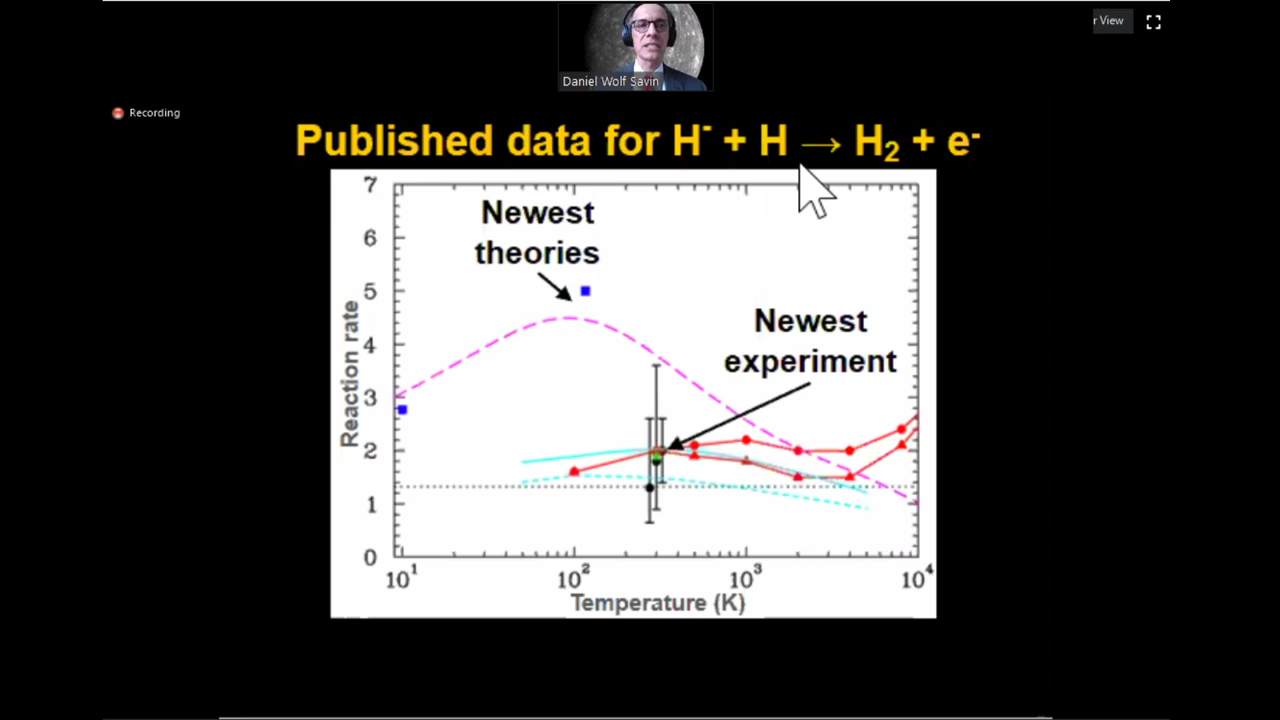 r View
Daniel Wolf Savin
Recording
Published data for H⁻ + H → H₂ + e⁻
7
6
5
4
3
2
1
0
Reaction rate
Newest
theories
Newest
experiment
10¹
10²
10³
10⁴
Temperature (K)